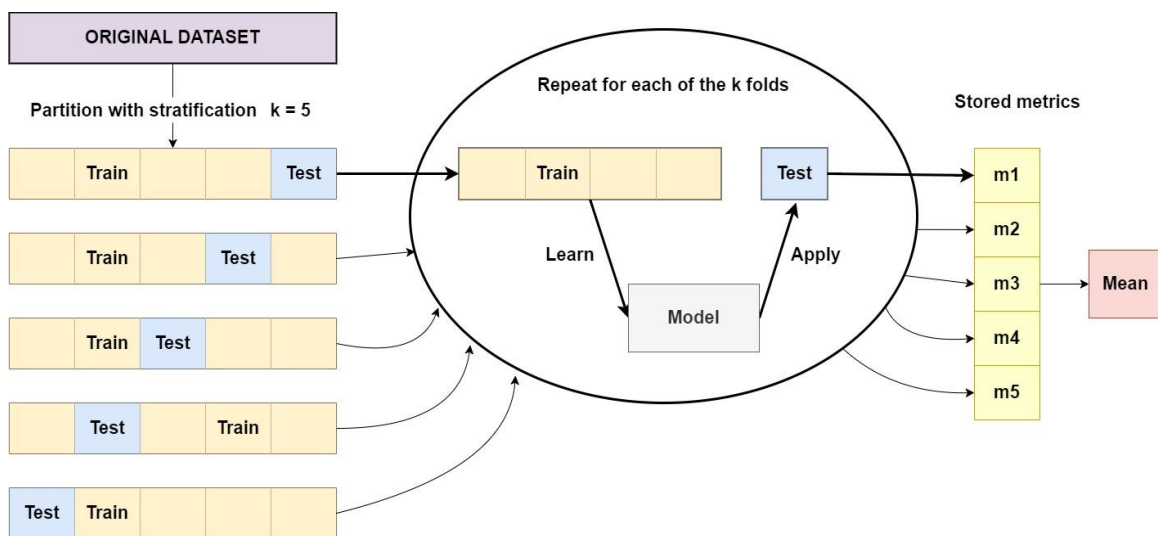 ORIGINAL DATASET
Partition with stratification k = 5
Repeat for each of the k folds
Stored metrics
Train Test
Train Test
m1
Train Test
m2
Learn
Apply
m3
Mean
Train Test
Model
m4
m5
Test Train
Test Train